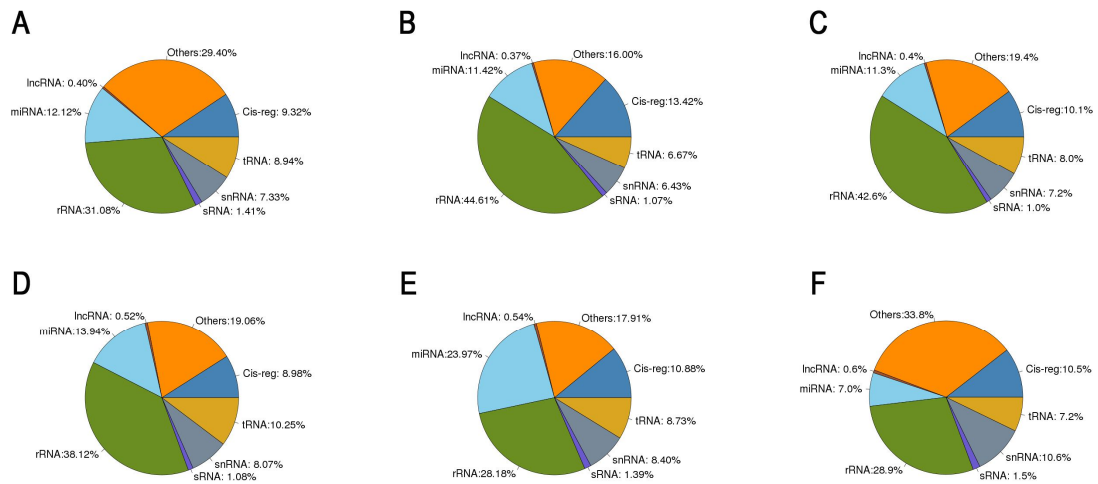 A
Others:29.40%
lncRNA: 0.40%
miRNA:12.12%
Cis-reg: 9.32%
tRNA: 8.94%
snRNA: 7.33%
sRNA: 1.41%
rRNA:31.08%
B
lncRNA: 0.37%
Others:16.00%
miRNA:11.42%
Cis-reg:13.42%
tRNA: 6.67%
snRNA: 6.43%
sRNA: 1.07%
rRNA:44.61%
C
lncRNA: 0.4%
Others:19.4%
miRNA:11.3%
Cis-reg:10.1%
tRNA: 8.0%
snRNA: 7.2%
sRNA: 1.0%
rRNA:42.6%
D
lncRNA: 0.52%
Others:19.06%
miRNA:13.94%
Cis-reg: 8.98%
tRNA:10.25%
snRNA: 8.07%
sRNA: 1.08%
rRNA:38.12%
E
lncRNA: 0.54%
Others:17.91%
miRNA:23.97%
Cis-reg:10.88%
tRNA: 8.73%
snRNA: 8.40%
sRNA: 1.39%
rRNA:28.18%
F
Others:33.8%
lncRNA: 0.6%
miRNA: 7.0%
Cis-reg:10.5%
tRNA: 7.2%
snRNA:10.6%
sRNA: 1.5%
rRNA:28.9%